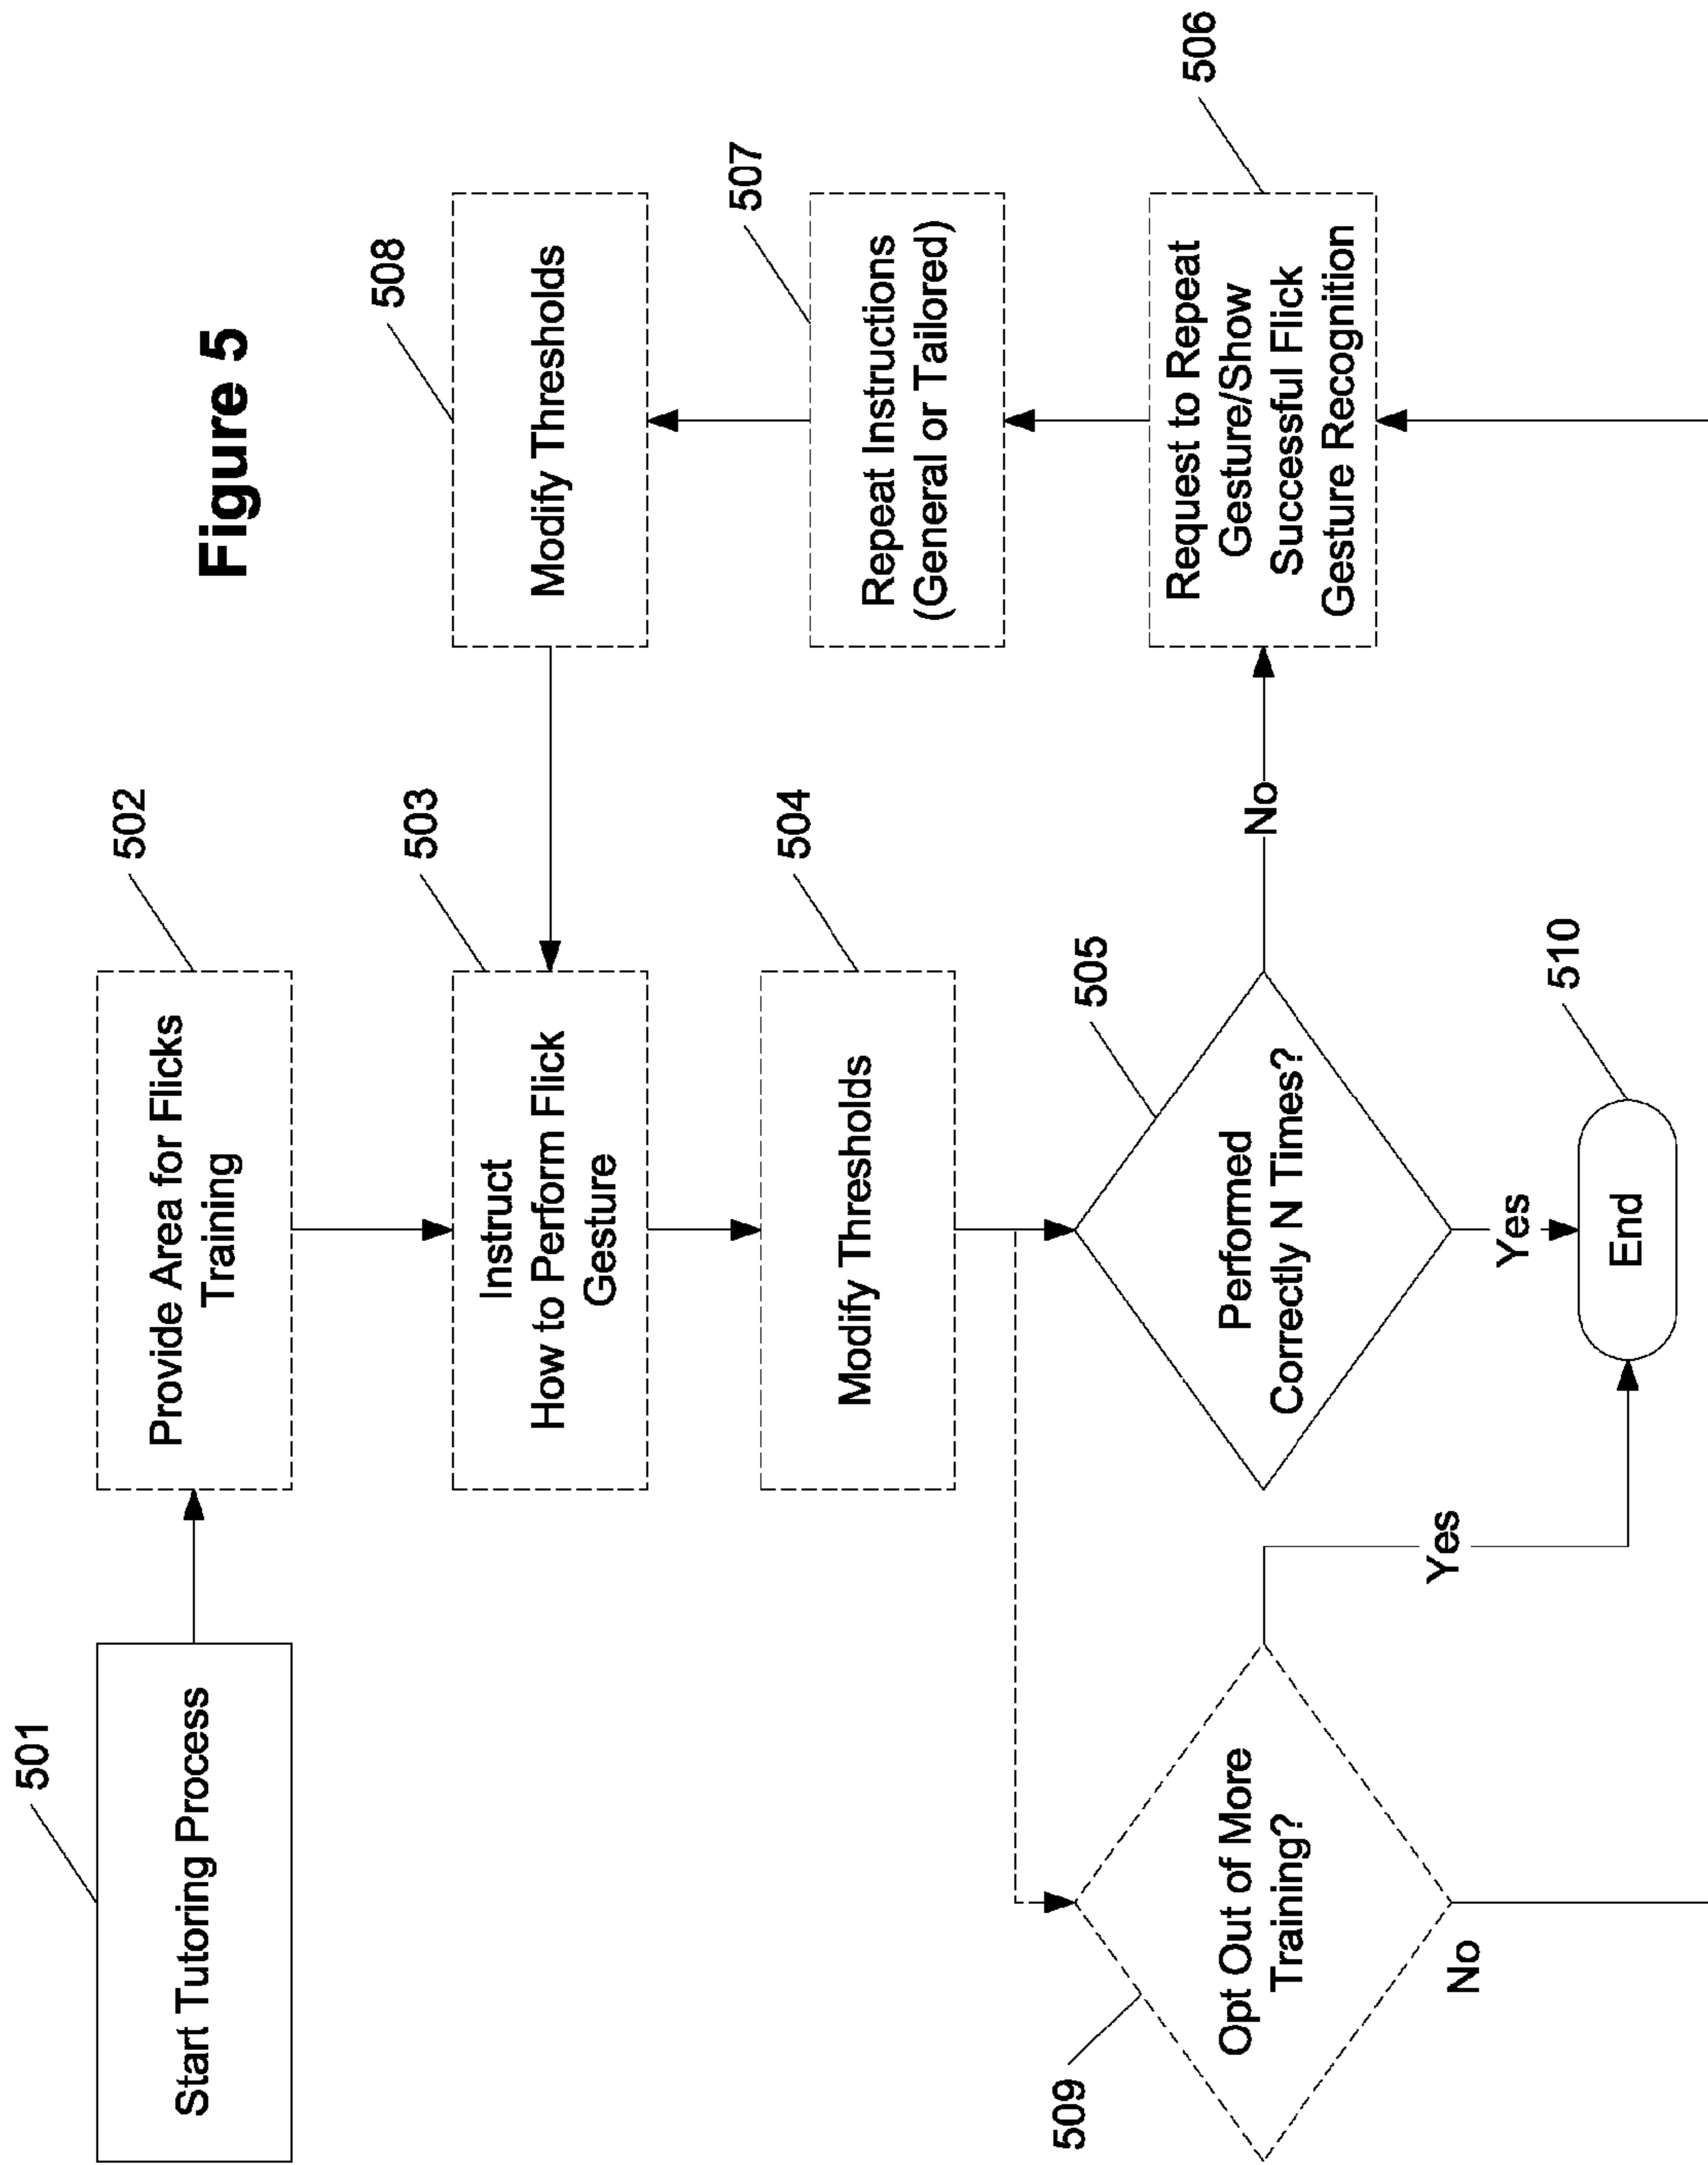 Figure 5
501
Start Tutoring Process
502
Provide Area for Flicks
Training
503
Instruct
How to Perform Flick
Gesture
504
Modify Thresholds
505
Performed
Correctly N Times?
No
Yes
506
Request to Repeat
Gesture/Show
Successful Flick
Gesture Recognition
507
Repeat Instructions
(General or Tailored)
508
Modify Thresholds
509
Opt Out of More
Training?
Yes
No
510
End